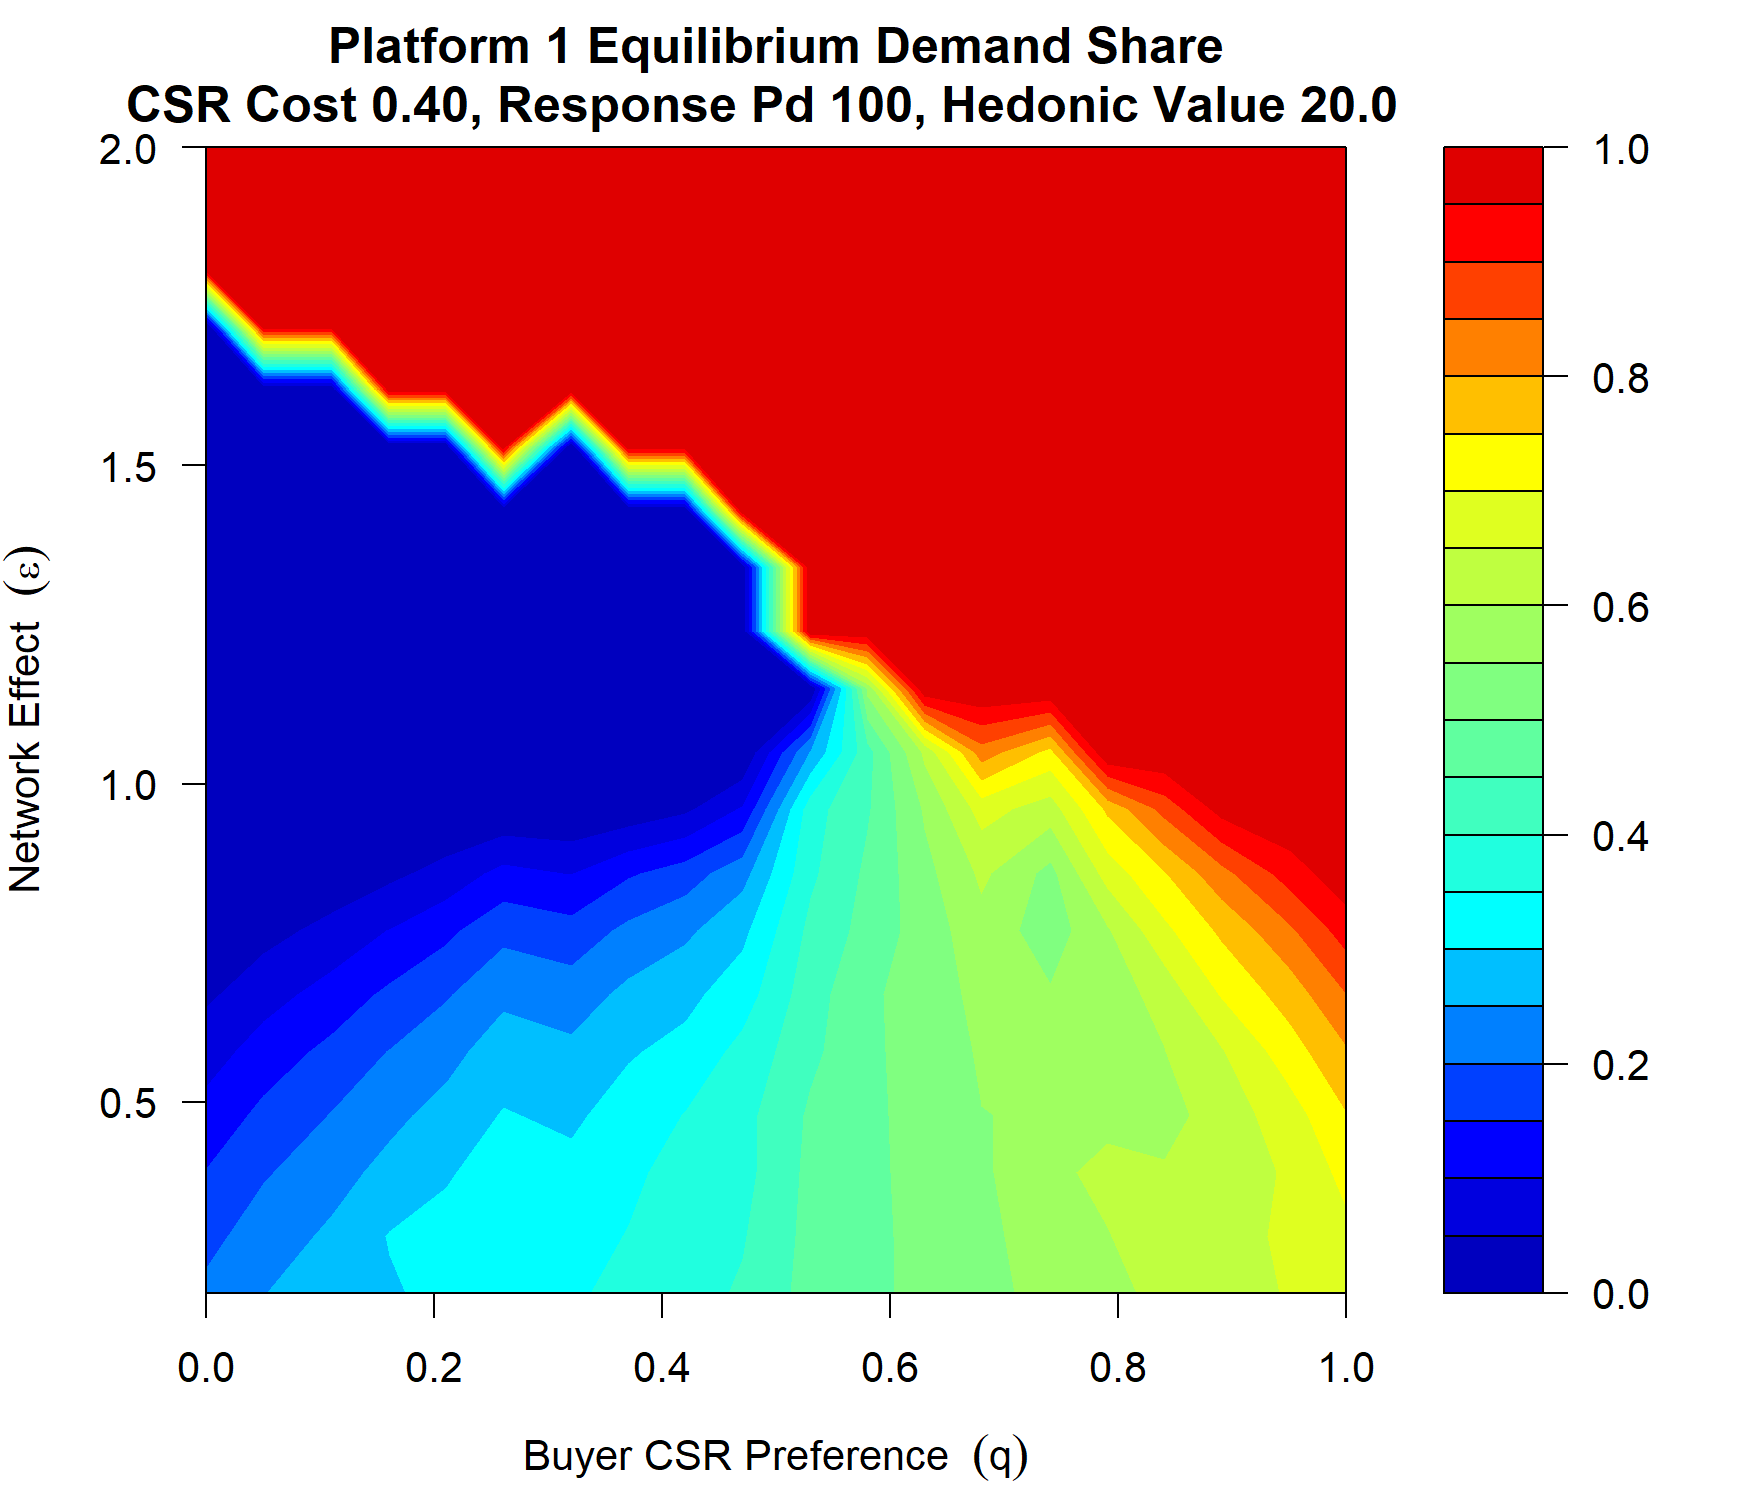 Platform 1 Equilibrium Demand Share
CSR Cost 0.40, Response Pd 100, Hedonic Value 20.0
2.0
1.5
1.0
0.5
Network Effect (ε)
0.0 0.2 0.4 0.6 0.8 1.0
Buyer CSR Preference (q)
1.0
0.8
0.6
0.4
0.2
0.0